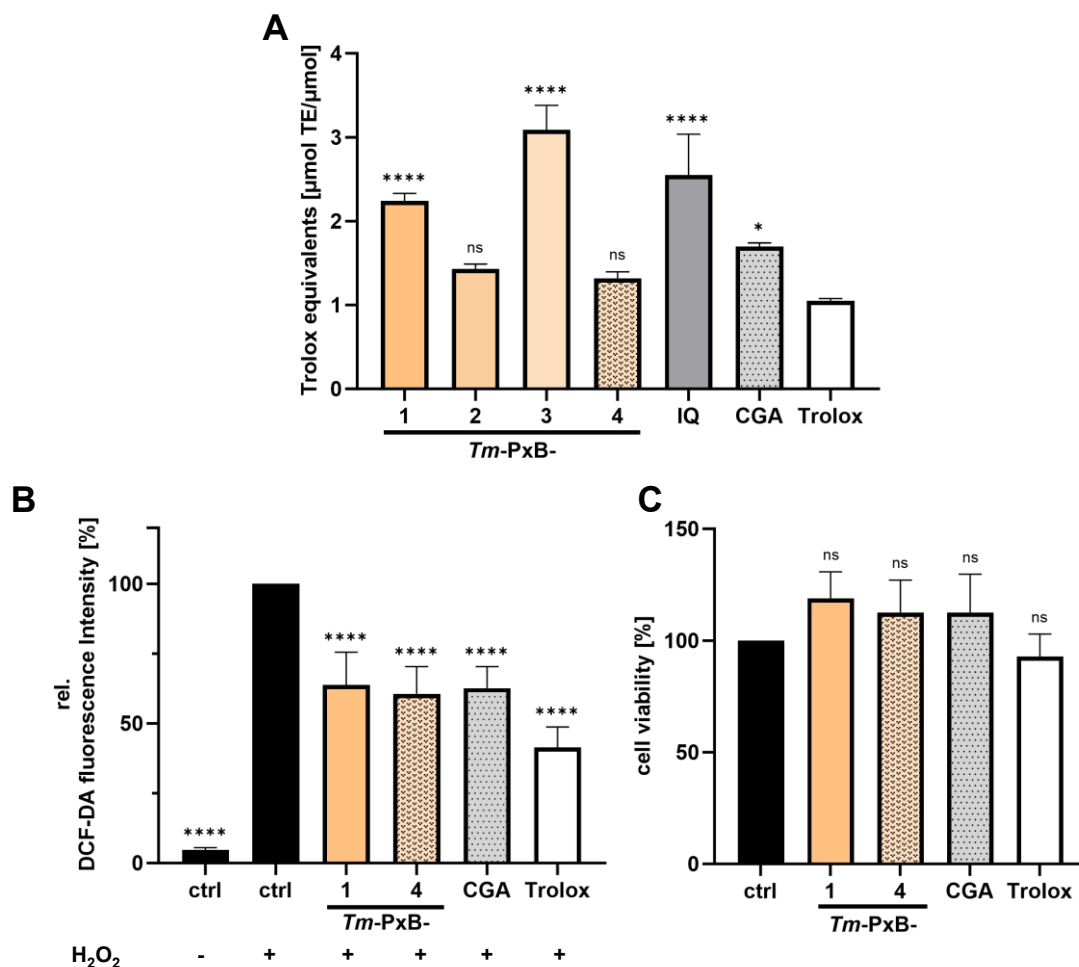 A
Trolox equivalents [µmol TE/µmol]
4
3
2
1
0
****
ns
****
ns
****
*
1 2 3 4 IQ CGA Trolox
Tm-PxB-
B
rel.
DCF-DA fluorescence Intensity [%]
100
50
0
****
****
****
****
****
ctrl ctrl 1 4 CGA Trolox
Tm-PxB-
H₂O₂ - + + + + +
C
cell viability [%]
150
100
50
0
ns
ns
ns
ns
ctrl 1 4 CGA Trolox
Tm-PxB-